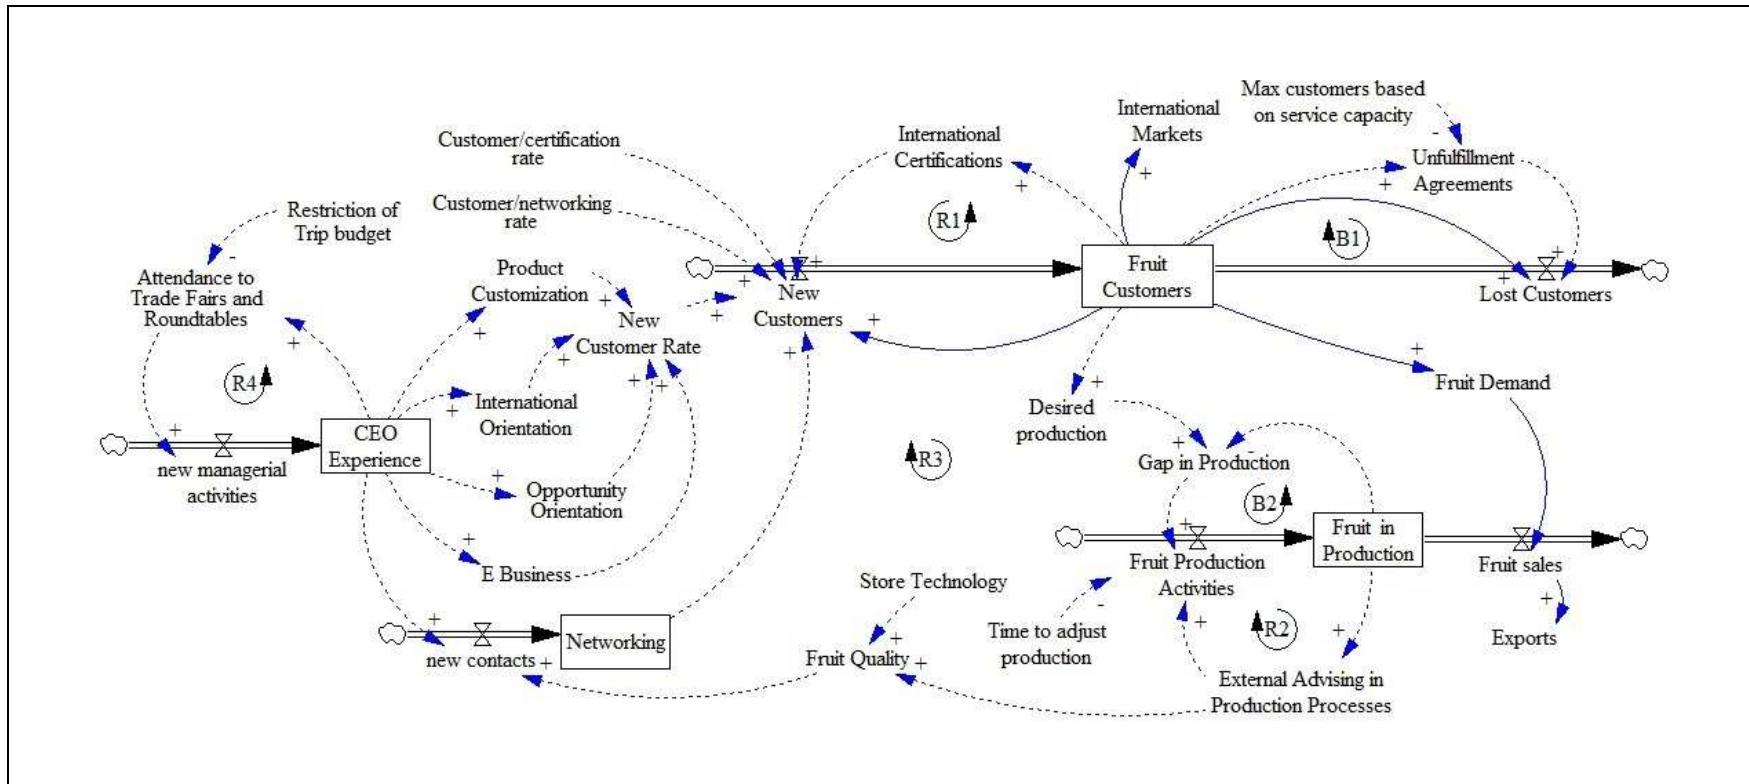 Max customers based
on service capacity
International
Markets
International
Certifications
Customer/certification
rate
Unfulfillment
Agreements
Customer/networking
rate
Restriction of
Trip budget
R1
B1
Attendance to
Trade Fairs and
Roundtables
Product
Customization
New
Customer Rate
New
Customers
Fruit
Customers
Lost Customers
R4
International
Orientation
Fruit Demand
Desired
production
CEO
Experience
new managerial
activities
R3
Gap in Production
Opportunity
Orientation
B2
Fruit in
Production
E Business
Fruit Production
Activities
Fruit sales
Store Technology
Networking
new contacts
Time to adjust
production
R2
Exports
Fruit Quality
External Advising in
Production Processes